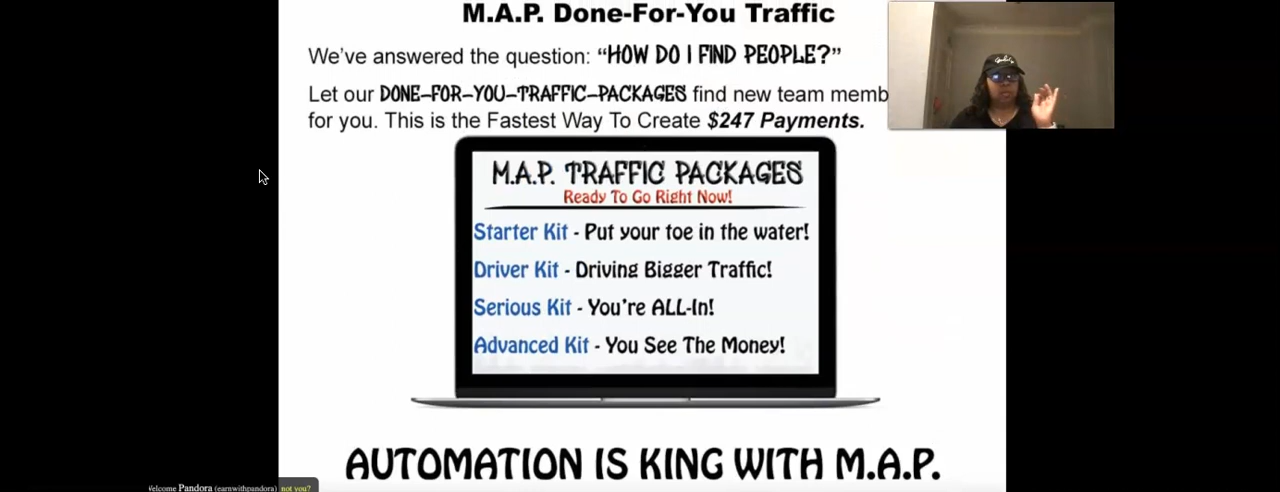 M.A.P. Done-For-You Traffic
We've answered the question: "HOW DO I FIND PEOPLE?"
Let our DONE-FOR-YOU-TRAFFIC-PACKAGES find new team memb
for you. This is the Fastest Way To Create $247 Payments.
M.A.P. TRAFFIC PACKAGES
Ready To Go Right Now!
Starter Kit - Put your toe in the water!
Driver Kit - Driving Bigger Traffic!
Serious Kit - You're ALL-In!
Advanced Kit - You See The Money!
AUTOMATION IS KING WITH M.A.P.
elcome Pandora (earnwithpandora) not you?